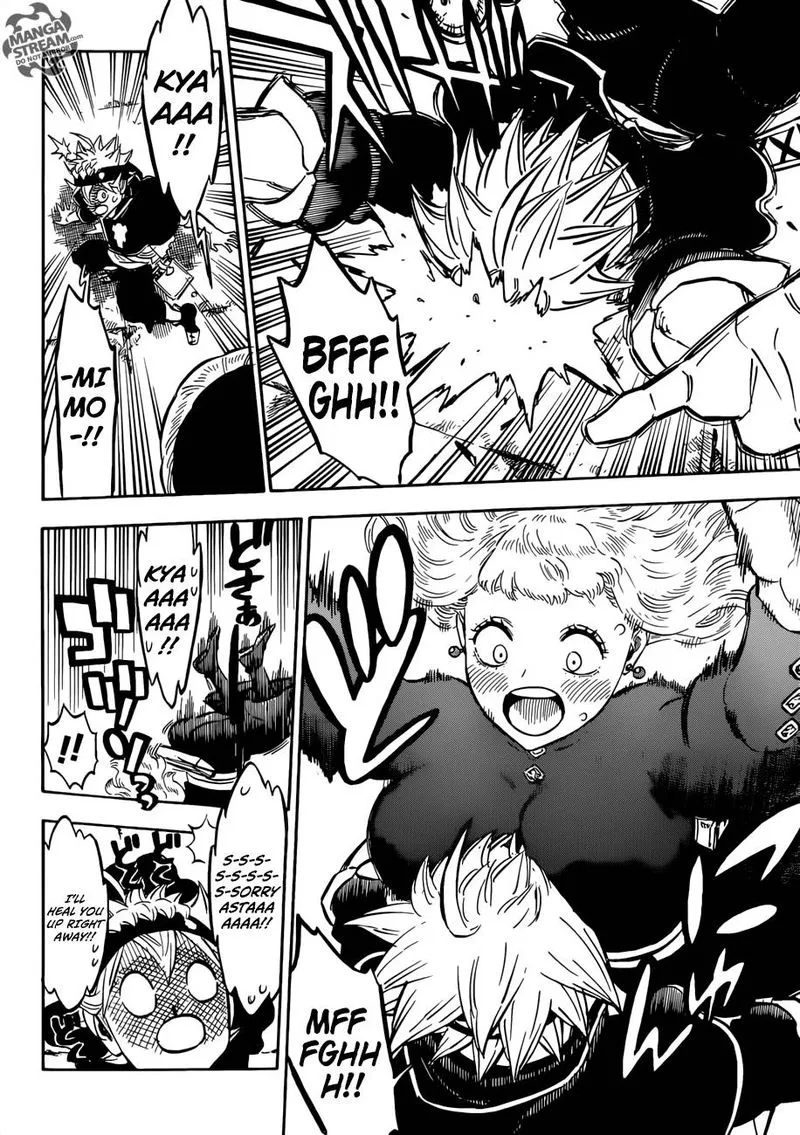 MANGA
STREAM.com
BFFF
GHH!!
KYA
AAA
!!
-MI
MO
-!!
MFF
FGHH
H!!
KYA
AAAA
AAA
!!
!!
S-S-S-
S-S-S-S-
S-SORRY
ASTAAA
AAAA!!
I'LL
HEAL YOU
UP RIGHT
AWAY!!